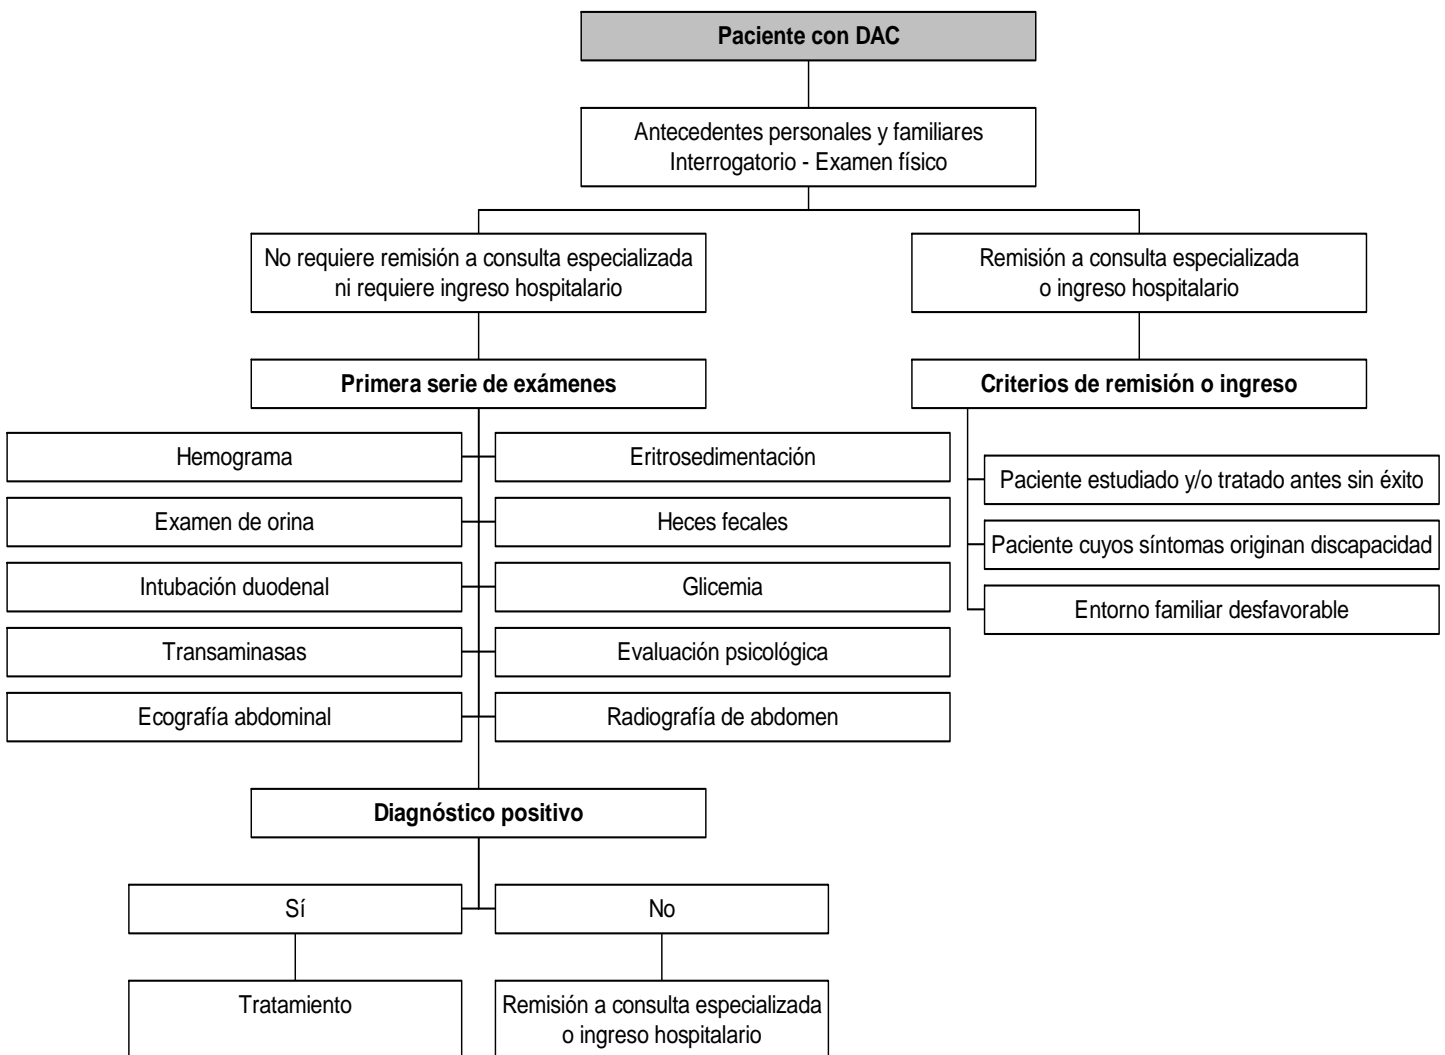 Paciente con DAC
Antecedentes personales y familiares
Interrogatorio - Examen físico
No requiere remisión a consulta especializada
ni requiere ingreso hospitalario
Remisión a consulta especializada
o ingreso hospitalario
Primera serie de exámenes
Criterios de remisión o ingreso
Hemograma
Eritrosedimentación
Examen de orina
Heces fecales
Intubación duodenal
Glicemia
Transaminasas
Evaluación psicológica
Ecografía abdominal
Radiografía de abdomen
Paciente estudiado y/o tratado antes sin éxito
Paciente cuyos síntomas originan discapacidad
Entorno familiar desfavorable
Diagnóstico positivo
Sí
No
Tratamiento
Remisión a consulta especializada
o ingreso hospitalario